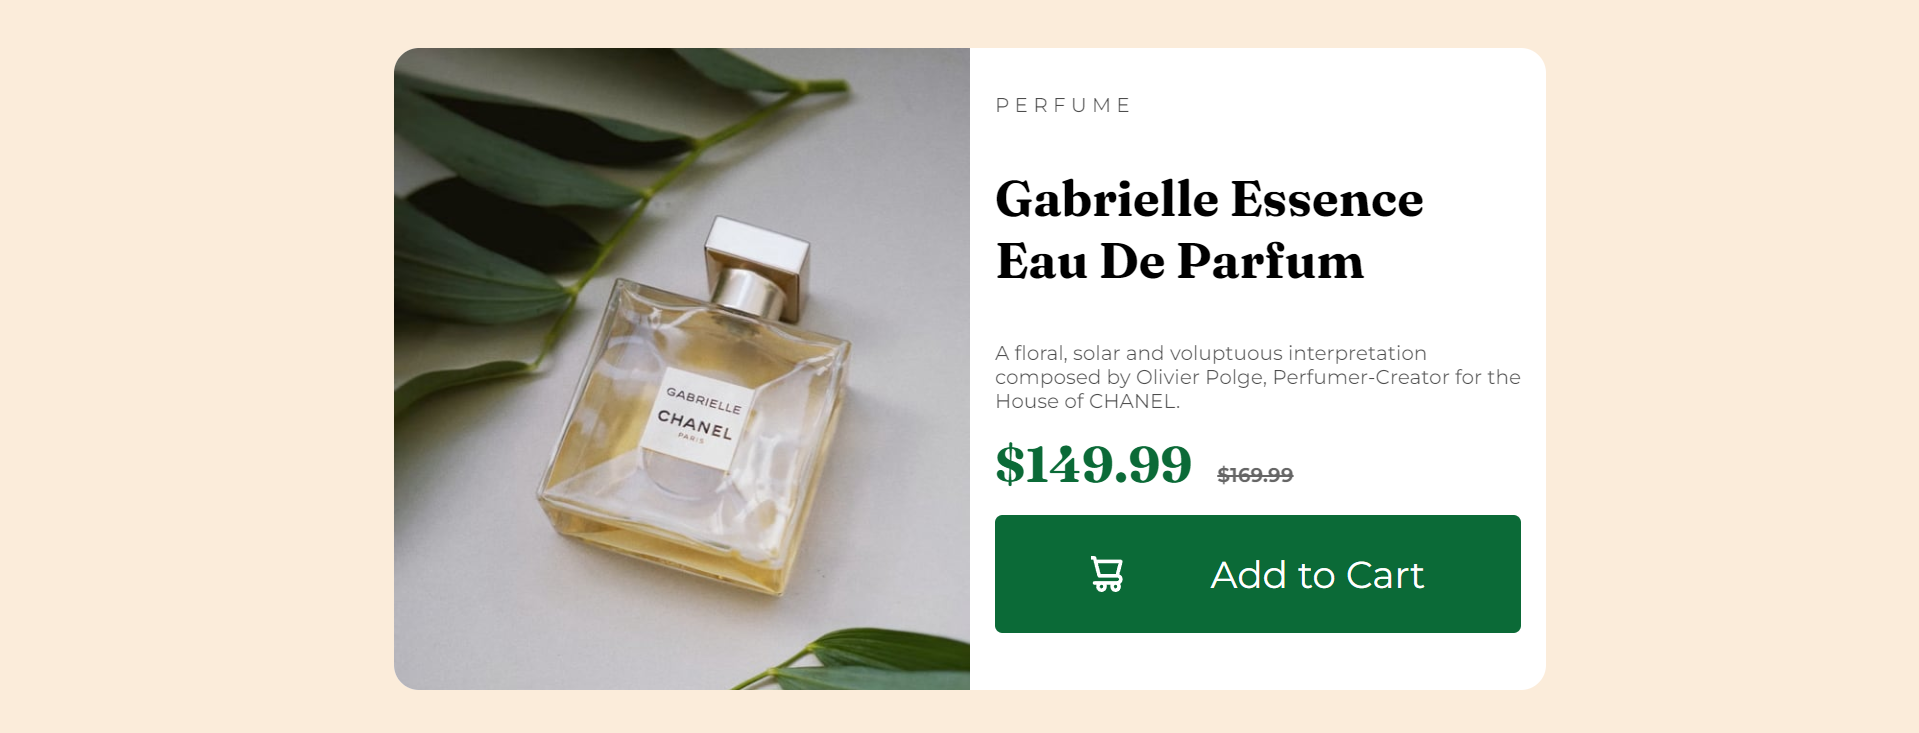 PERFUME
Gabrielle Essence
Eau De Parfum
A floral, solar and voluptuous interpretation
composed by Olivier Polge, Perfumer-Creator for the
House of CHANEL.
$149.99 $169.99
Add to Cart
GABRIELLE
CHANEL
PARIS